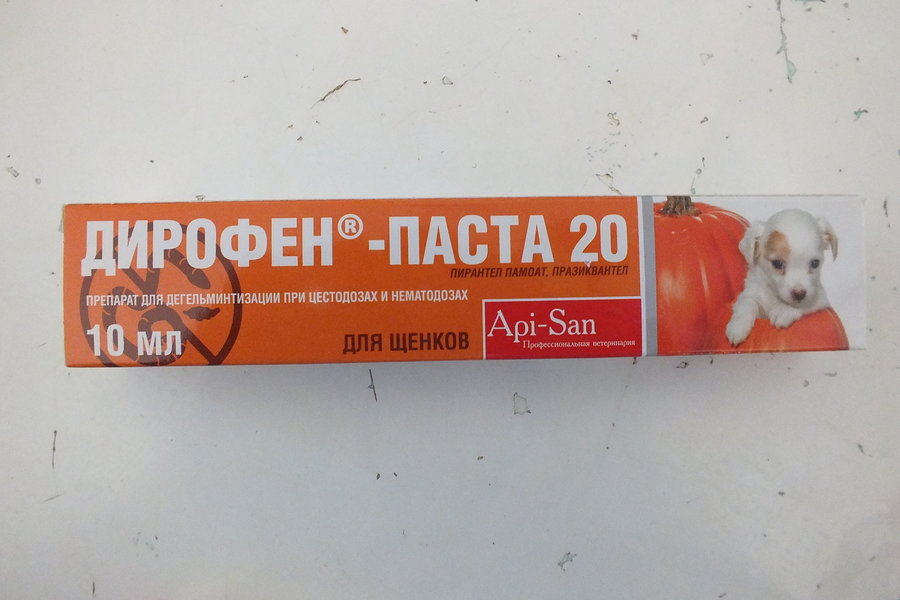 ДИРОФЕН®-ПАСТА 20
ПИРАНТЕЛ ПАМОАТ, ПРАЗИКВАНТЕЛ
ПРЕПАРАТ ДЛЯ ДЕГЕЛЬМИНТИЗАЦИИ ПРИ ЦЕСТОДОЗАХ И НЕМАТОДОЗАХ
10 МЛ
ДЛЯ ЩЕНКОВ
Api-San
Профессиональная ветеринария